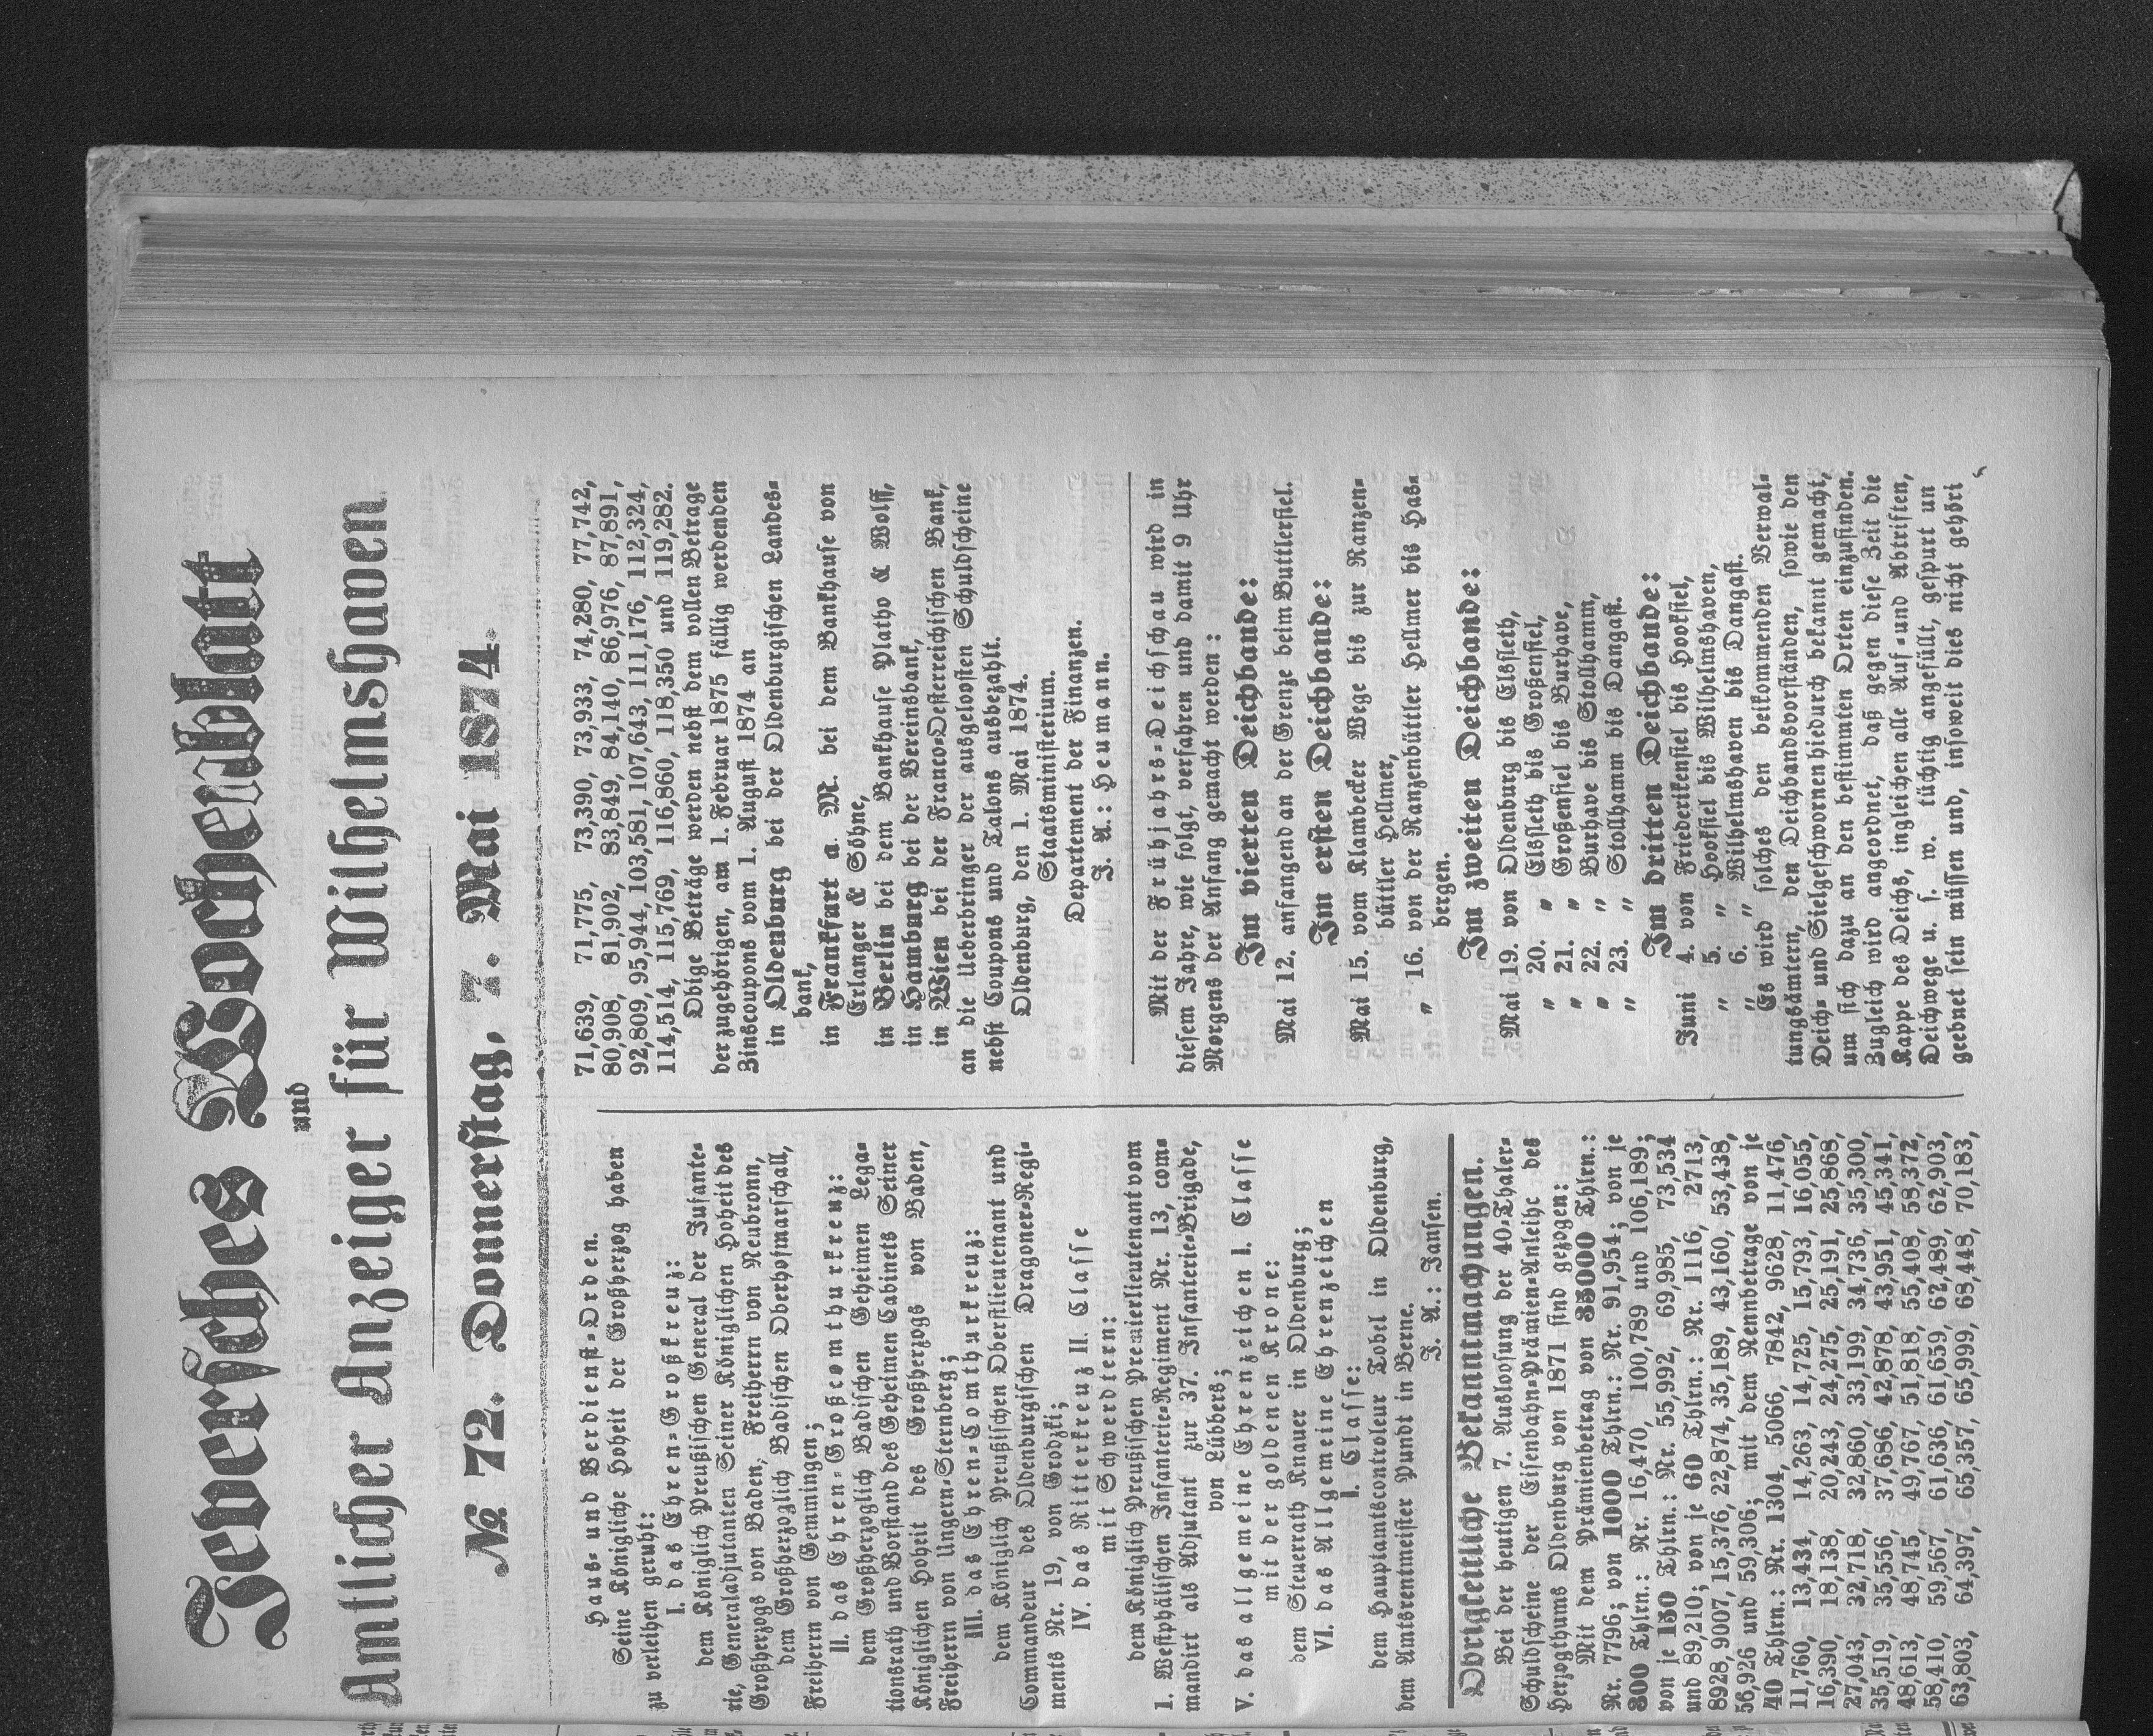 Jeversches Wochenblatt
und
Amtlicher Anzeiger für Wilhelmshaven
№ 72. Donnerstag, 7. Mai 1874.
Haus- und Verdienst-Orden.
Seine Königliche Hoheit der Großherzog haben
zu verleihen geruht:
I. das Ehren-Großkreuz:
dem Königlich Preußischen General der Infante-
rie, Generaladjutanten Seiner Königlichen Hoheit des
Großherzogs von Baden, Freiherrn von Neubronn,
dem Großherzoglich Badischen Oberhofmarschall,
Freiherrn von Gemmingen;
II. das Ehren-Großcomthurkreuz:
dem Großherzoglich Badischen Geheimen Lega-
tionsrath und Vorstand des Geheimen Cabinets Seiner
Königlichen Hoheit des Großherzogs von Baden,
Freiherrn von Ungern-Sternberg;
III. das Ehren-Comthurkreuz:
dem Königlich Preußischen Oberstlieutenant und
Commandeur des Oldenburgischen Dragoner-Regi-
ments Nr. 19, von Grodzki;
IV. das Ritterkreuz II. Classe
mit Schwerdtern:
dem Königlich Preußischen Premierlieutenant vom
1. Westphälischen Infanterie-Regiment Nr. 13, com-
mandirt als Adjutant zur 37. Infanterie-Brigade,
von Lübbers;
V. das allgemeine Ehrenzeichen I. Classe
mit der goldenen Krone:
dem Steuerrath Knauer in Oldenburg;
VI. das Allgemeine Ehrenzeichen
I. Classe:
dem Hauptamtscontroleur Tobel in Oldenburg,
dem Amtsrentmeister Pundt in Berne.
J. A.: Jansen.
Obrigkeitliche Bekanntmachungen.
Bei der heutigen 7. Ausloosung der 40-Thaler-
Schuldscheine der Eisenbahn-Prämien-Anleihe des
Herzogthums Oldenburg von 1871 sind gezogen:
Mit dem Prämienbetrag von 35000 Thlrn.:
Nr. 7796; von 1000 Thlrn.: Nr. 91,954; von je
300 Thlrn.: Nr. 16,470, 100,789 und 106,189;
von je 150 Thlrn.: Nr. 55,992, 69,985, 73,534
und 89,210; von je 60 Thlrn.: Nr. 1116, 2713,
8928, 9007, 15,376, 22,874, 35,189, 43,160, 53,438,
56,926 und 59,306; mit dem Nennbetrage von je
40 Thlrn.: Nr. 1304, 5066, 7842, 9628, 11,476,
11,760, 13,434, 14,263, 14,725, 15,793, 16,055,
16,390, 18,138, 20,243, 24,275, 25,191, 25,868,
27,043, 32,718, 32,860, 33,199, 34,736, 35,300,
35,519, 35,556, 37,686, 42,878, 43,951, 45,341,
48,613, 48,745, 49,767, 51,818, 55,408, 58,372,
58,410, 59,567, 61,636, 61,659, 62,489, 62,903,
63,803, 64,397, 65,357, 65,999, 68,448, 70,183,
71,639, 71,775, 73,390, 73,933, 74,280, 77,742,
80,908, 81,902, 83,849, 84,140, 86,976, 87,891,
92,809, 95,944, 103,581, 107,643, 111,176, 112,324,
114,514, 115,769, 116,860, 118,350 und 119,282.
Obige Beträge werden nebst dem vollen Betrage
der zugehörigen, am 1. Februar 1875 fällig werdenden
Zinscoupons vom 1. August 1874 an
in Oldenburg bei der Oldenburgischen Landes-
bank,
in Frankfurt a. M. bei dem Bankhause von
Erlanger & Söhne,
in Berlin bei dem Bankhause Platho & Wolff,
in Hamburg bei der Vereinsbank,
in Wien bei der Franco-Oesterreichischen Bank,
an die Ueberbringer der ausgeloosten Schuldscheine
nebst Coupons und Talons ausbezahlt.
Oldenburg, den 1. Mai 1874.
Staatsministerium.
Departement der Finanzen.
J. A.: Heumann.
Mit der Frühjahrs-Deichschau wird in
diesem Jahre, wie folgt, verfahren und damit 9 Uhr
Morgens der Anfang gemacht werden:
Im vierten Deichbande:
Mai 12. anfangend an der Grenze beim Buttlersiel.
Im ersten Deichbande:
Mai 15. vom Klambecker Wege bis zur Ranzen-
büttler Hellmer,
„ 16. von der Ranzenbüttler Hellmer bis Has-
bergen.
Im zweiten Deichbande:
Mai 19. von Oldenburg bis Elsfleth,
„ 20. „ Elsfleth bis Großensiel,
„ 21. „ Großensiel bis Burhave,
„ 22. „ Burhave bis Stollhamm,
„ 23. „ Stollhamm bis Dangast.
Im dritten Deichbande:
Juni 4. von Friederikensiel bis Hooksiel,
„ 5. „ Hooksiel bis Wilhelmshaven,
„ 6. „ Wilhelmshaven bis Dangast.
Es wird solches den beikommenden Verwal-
tungsämtern, den Deichbandsvorständen, sowie den
Deich- und Sielgeschwornen hiedurch bekannt gemacht,
um sich dazu an den bestimmten Orten einzufinden.
Zugleich wird angeordnet, daß gegen diese Zeit die
Kappe des Deichs, ingleichen alle Auf- und Abtriften,
Deichwege u. s. w. tüchtig angefüllt, gespurt un
geebnet sein müssen und, insoweit dies nicht gehöri